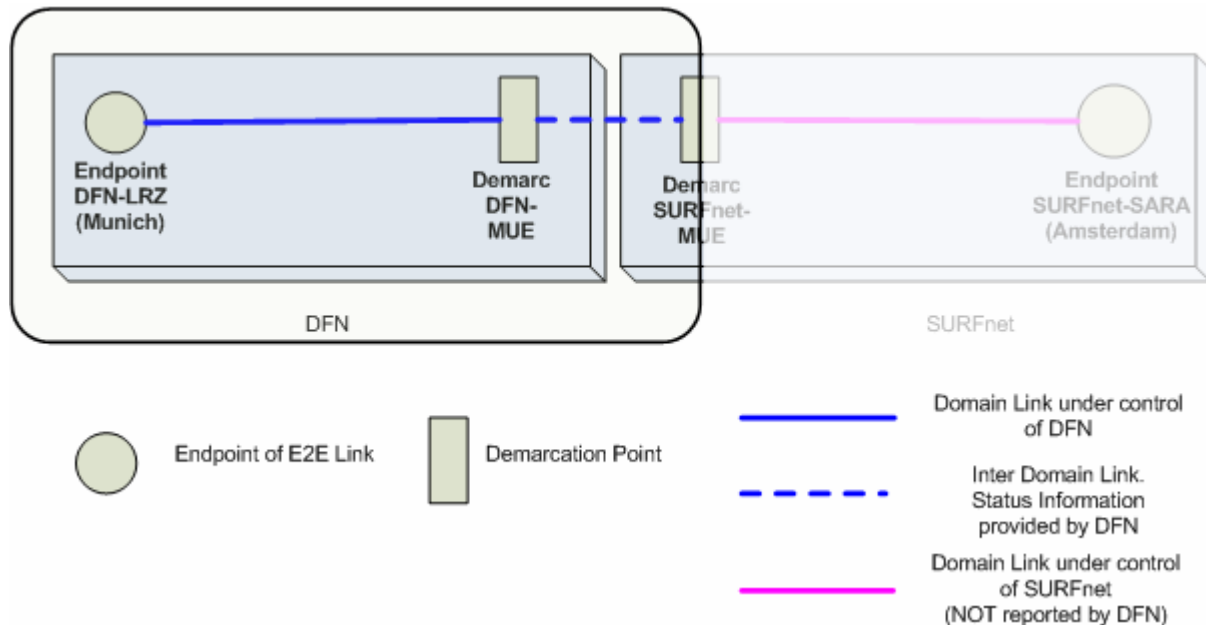 Endpoint
DFN-LRZ
(Munich)
Demarc
DFN-
MUE
Demarc
SURFnet-
MUE
Endpoint
SURFnet-SARA
(Amsterdam)
DFN
SURFnet
Endpoint of E2E Link
Demarcation Point
Domain Link under control
of DFN
Inter Domain Link.
Status Information
provided by DFN
Domain Link under control
of SURFnet
(NOT reported by DFN)